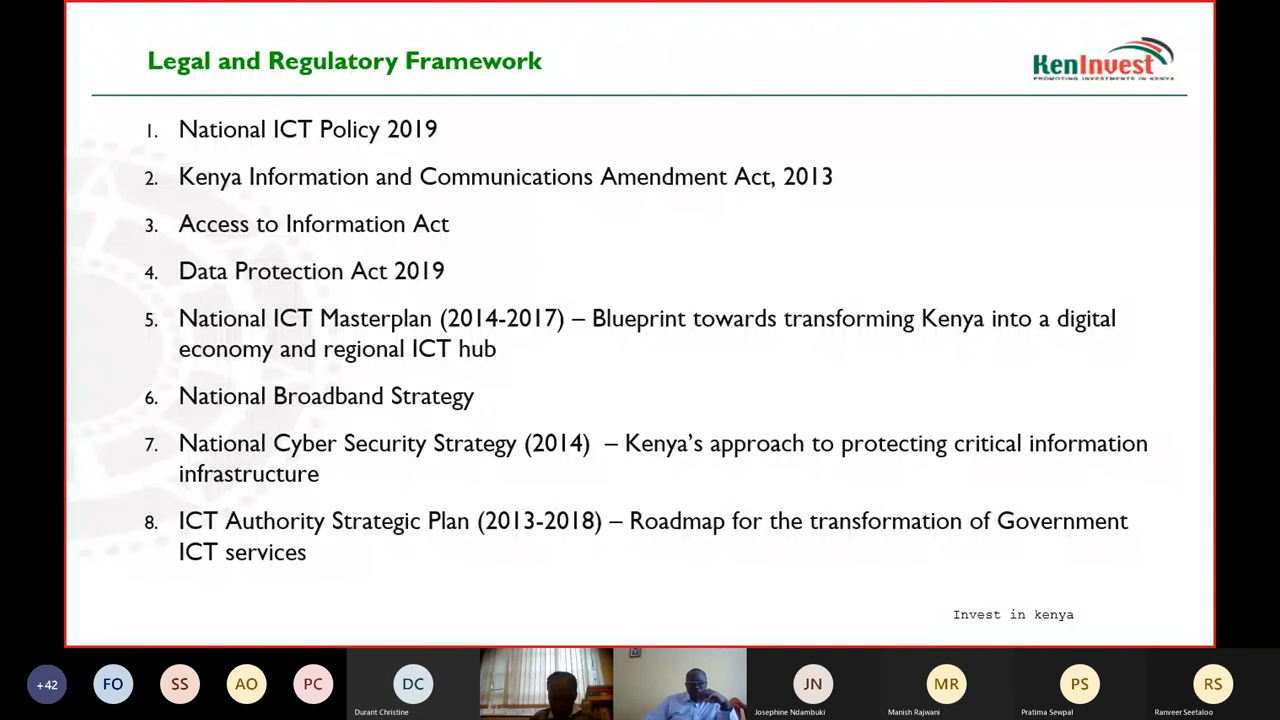 Legal and Regulatory Framework
KenInvest
PROMOTING INVESTMENTS IN KENYA
1. National ICT Policy 2019
2. Kenya Information and Communications Amendment Act, 2013
3. Access to Information Act
4. Data Protection Act 2019
5. National ICT Masterplan (2014-2017) – Blueprint towards transforming Kenya into a digital
economy and regional ICT hub
6. National Broadband Strategy
7. National Cyber Security Strategy (2014) – Kenya’s approach to protecting critical information
infrastructure
8. ICT Authority Strategic Plan (2013-2018) – Roadmap for the transformation of Government
ICT services
Invest in kenya
+42 FO SS AO PC DC JN MR PS RS
Durant Christine Josephine Ndambuki Manish Rajwani Pratima Sewpal Ranveer Seetaloo